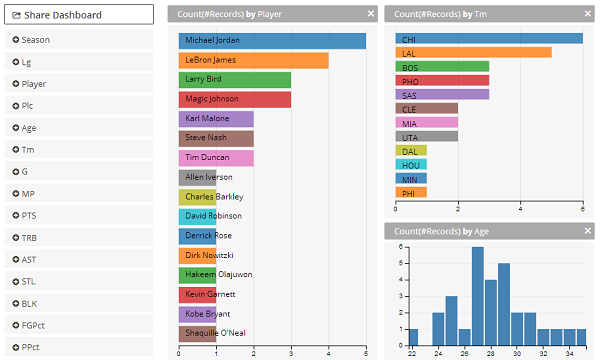 Share Dashboard
Season
Lg
Player
Plc
Age
Tm
G
MP
PTS
TRB
AST
STL
BLK
FGPct
PPct
Count(#Records) by Player
Michael Jordan
LeBron James
Larry Bird
Magic Johnson
Karl Malone
Steve Nash
Tim Duncan
Allen Iverson
Charles Barkley
David Robinson
Derrick Rose
Dirk Nowitzki
Hakeem Olajuwon
Kevin Garnett
Kobe Bryant
Shaquille O'Neal
0 1 2 3 4 5
Count(#Records) by Tm
CHI
LAL
BOS
PHO
SAS
CLE
MIA
UTA
DAL
HOU
MIN
PHI
0 2 4 6
Count(#Records) by Age
6
5
4
3
2
1
0
22 24 26 28 30 32 34